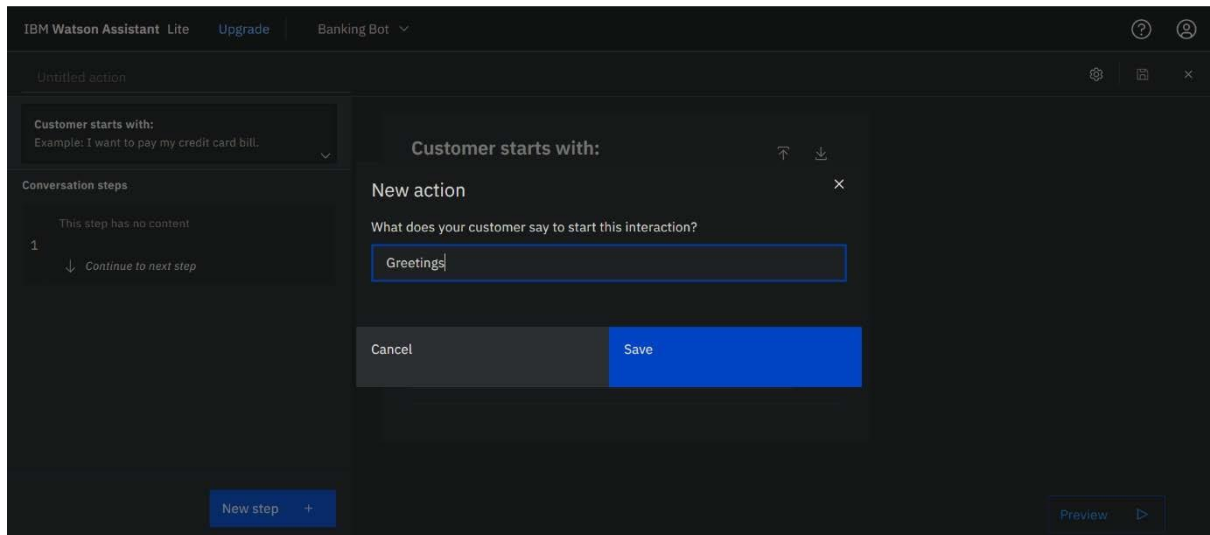 IBM Watson Assistant Lite Upgrade Banking Bot
Untitled action
Customer starts with:
Example: I want to pay my credit card bill.
Conversation steps
This step has no content
1
Continue to next step
New step +
Customer starts with:
New action
What does your customer say to start this interaction?
Greetings
Cancel
Save
Preview